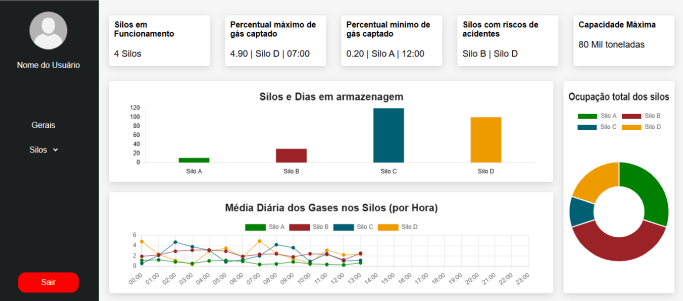 Nome do Usuário
Gerais
Silos
Sair
Silos em
Funcionamento
4 Silos
Percentual máximo de
gás captado
4.90 | Silo D | 07:00
Percentual mínimo de
gás captado
0.20 | Silo A | 12:00
Silos com riscos de
acidentes
Silo B | Silo D
Capacidade Máxima
80 Mil toneladas
Silos e Dias em armazenagem
120
100
80
60
40
20
0
Silo A Silo B Silo C Silo D
Média Diária dos Gases nos Silos (por Hora)
Silo A Silo B Silo C Silo D
6
4
2
0
00:00 01:00 02:00 03:00 04:00 05:00 06:00 07:00 08:00 09:00 10:00 11:00 12:00 13:00 14:00 15:00 16:00 17:00 18:00 19:00 20:00 21:00 22:00 23:00
Ocupação total dos silos
Silo A Silo B
Silo C Silo D